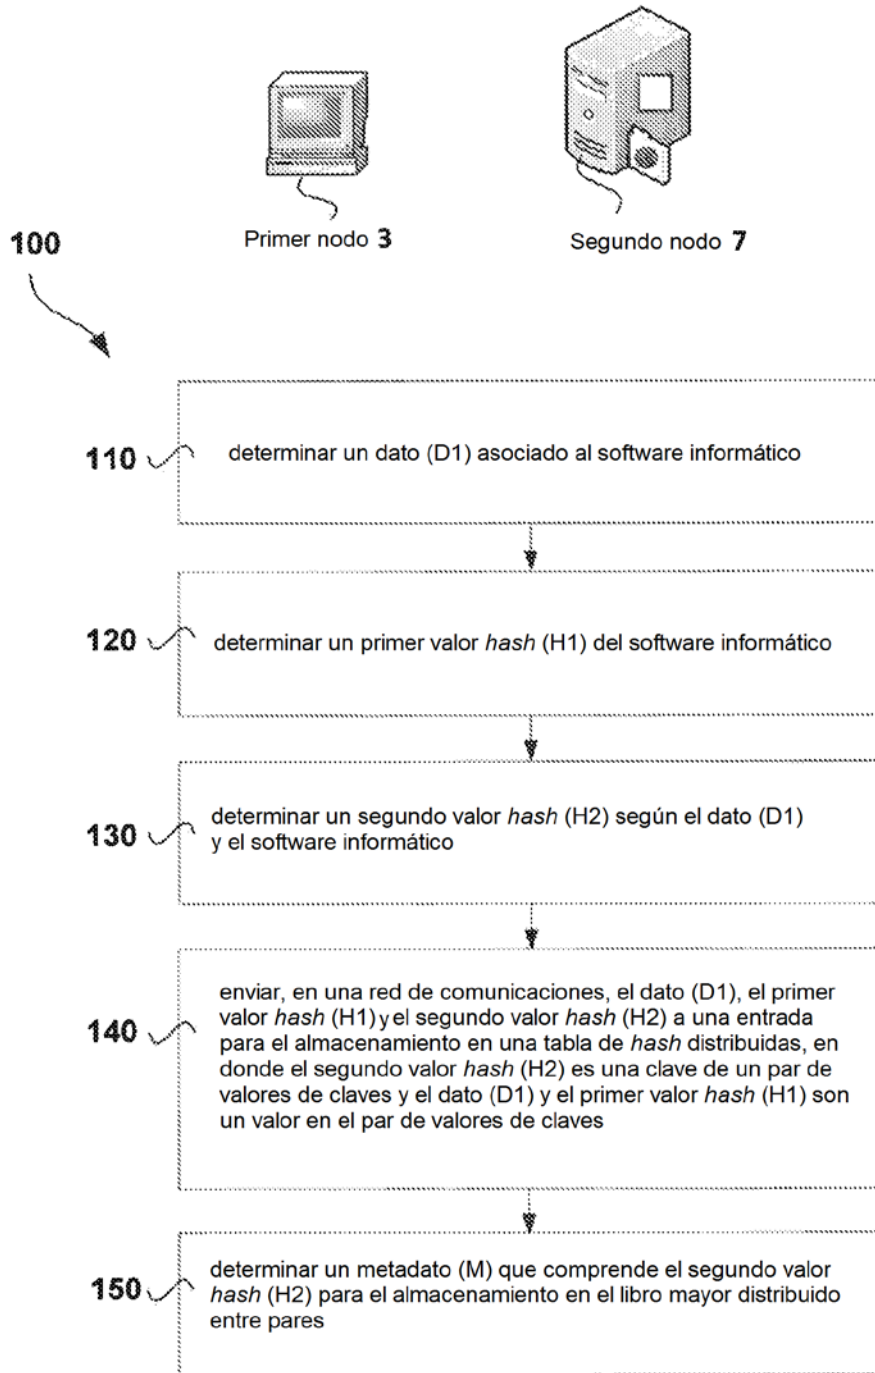 Primer nodo 3
Segundo nodo 7
100
110
determinar un dato (D1) asociado al software informático
120
determinar un primer valor hash (H1) del software informático
130
determinar un segundo valor hash (H2) según el dato (D1)
y el software informático
140
enviar, en una red de comunicaciones, el dato (D1), el primer
valor hash (H1) y el segundo valor hash (H2) a una entrada
para el almacenamiento en una tabla de hash distribuidas, en
donde el segundo valor hash (H2) es una clave de un par de
valores de claves y el dato (D1) y el primer valor hash (H1) son
un valor en el par de valores de claves
150
determinar un metadato (M) que comprende el segundo valor
hash (H2) para el almacenamiento en el libro mayor distribuido
entre pares